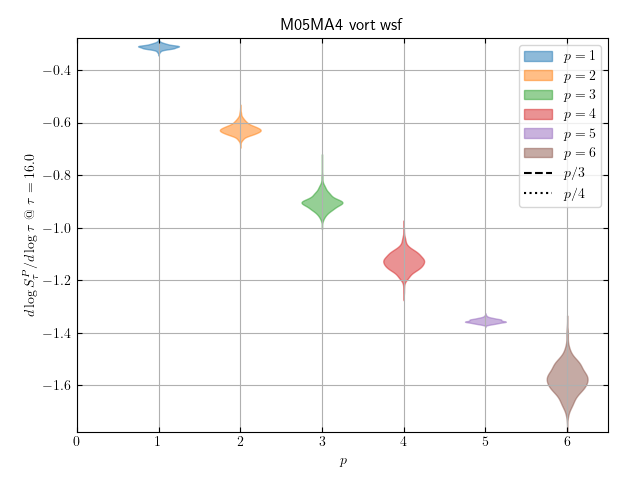 M05MA4 vort wsf
d log S_τ^P / d log τ @ τ = 16.0
−0.4
−0.6
−0.8
−1.0
−1.2
−1.4
−1.6
0 1 2 3 4 5 6
p
p = 1
p = 2
p = 3
p = 4
p = 5
p = 6
p/3
p/4